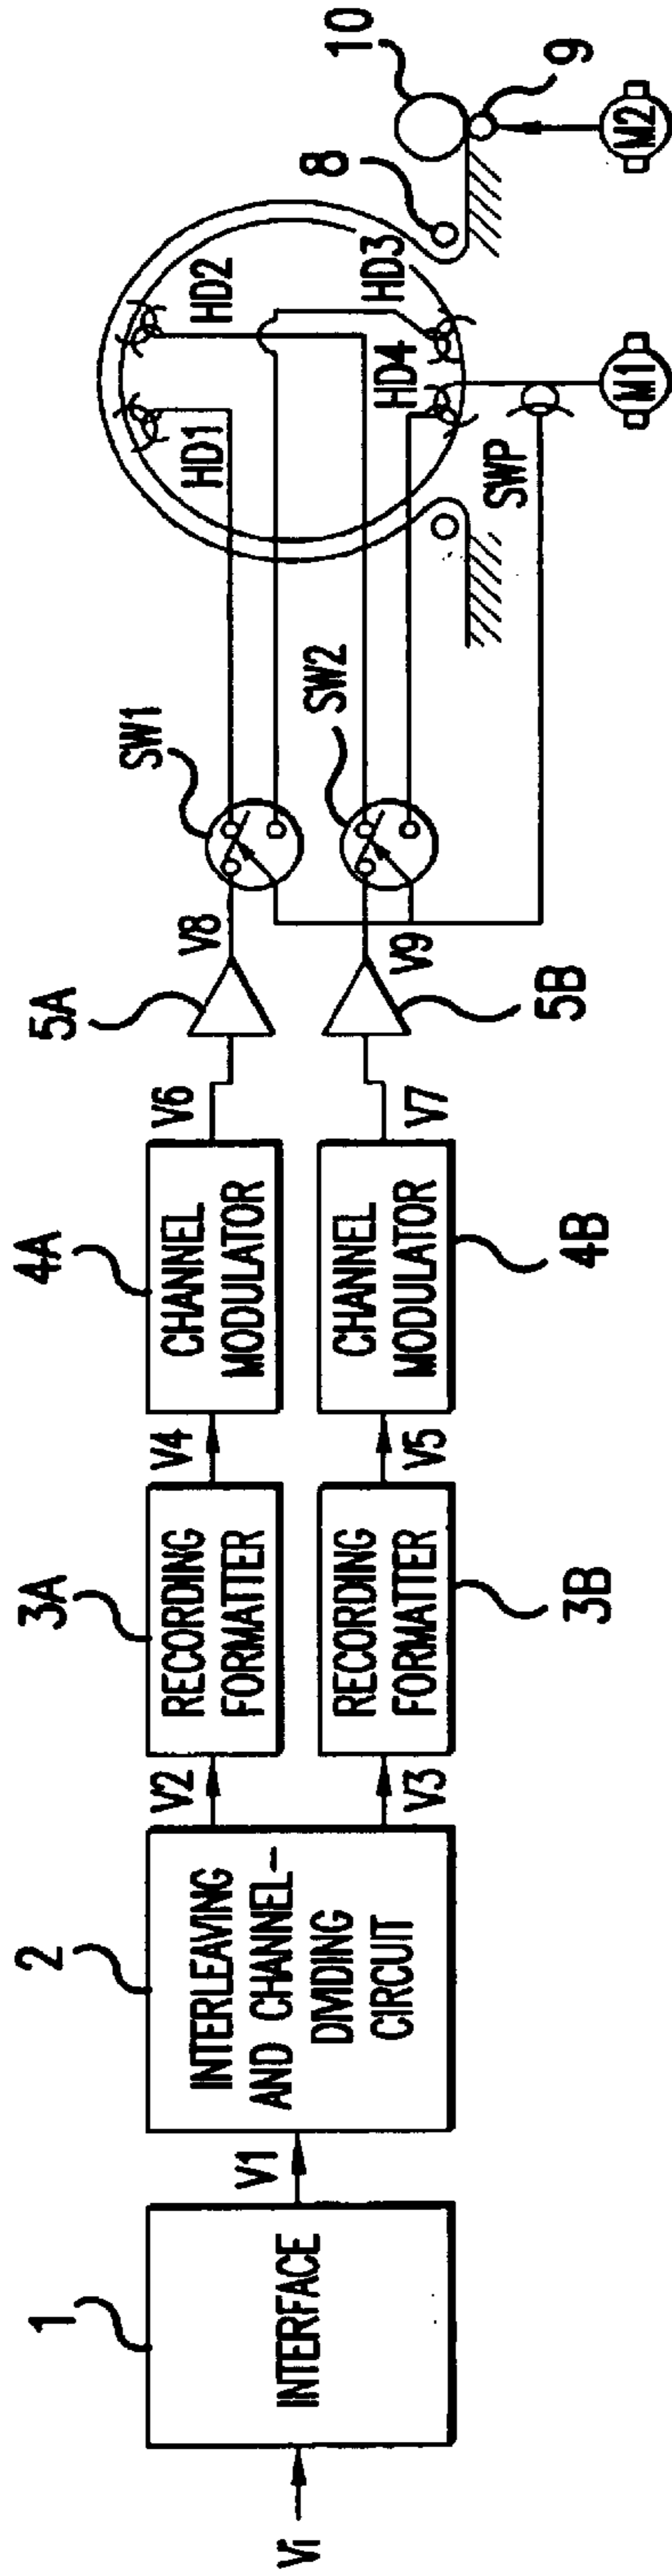 Vi
1
INTERFACE
V1
2
INTERLEAVING
AND CHANNEL-
DIVIDING
CIRCUIT
V2
V3
3A
RECORDING
FORMATTER
3B
RECORDING
FORMATTER
V4
V5
4A
CHANNEL
MODULATOR
4B
CHANNEL
MODULATOR
V6
V7
5A
5B
V8
V9
SW1
SW2
HD1
HD2
HD4
HD3
SWP
M1
8
10
9
M2